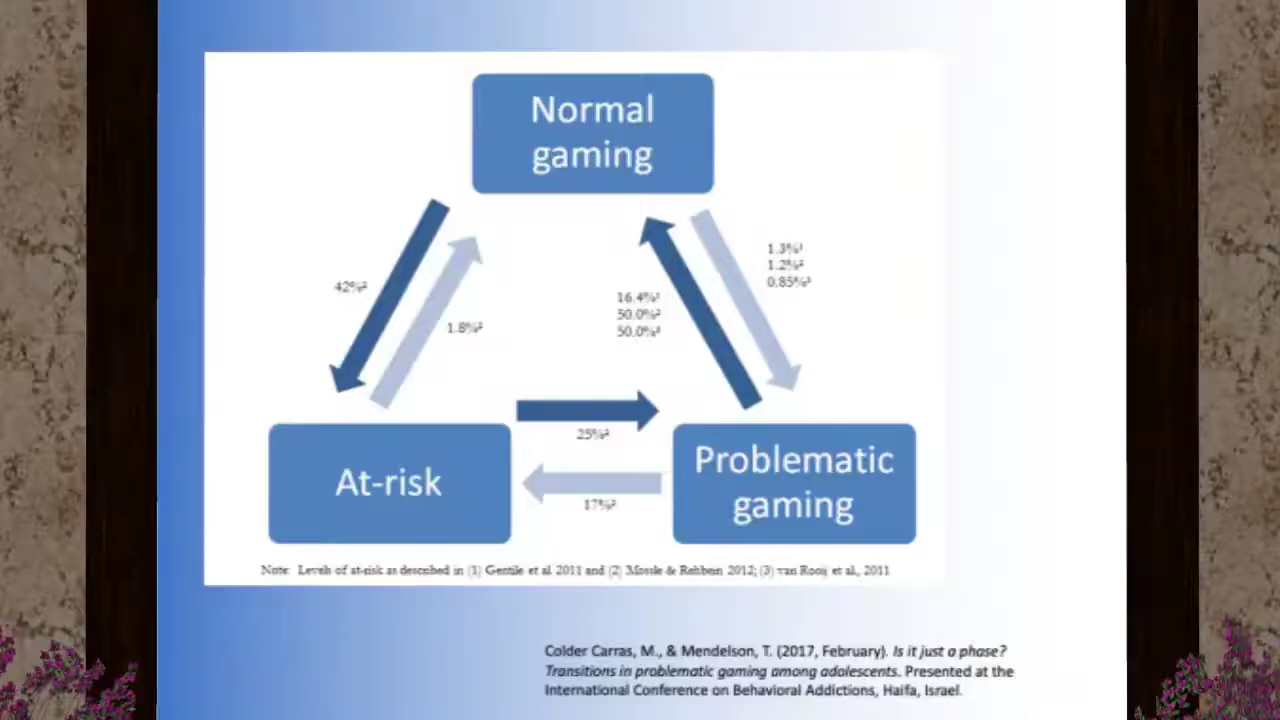 Normal
gaming
42%²
1.8%²
16.4%¹
50.0%²
50.0%³
1.3%¹
1.2%²
0.85%³
25%²
17%²
At-risk
Problematic
gaming
Note: Levels of at-risk as described in (1) Gentile et al. 2011 and (2) Mossle & Rehbein 2012; (3) van Rooij et al., 2011
Colder Carras, M., & Mendelson, T. (2017, February). Is it just a phase?
Transitions in problematic gaming among adolescents. Presented at the
International Conference on Behavioral Addictions, Haifa, Israel.